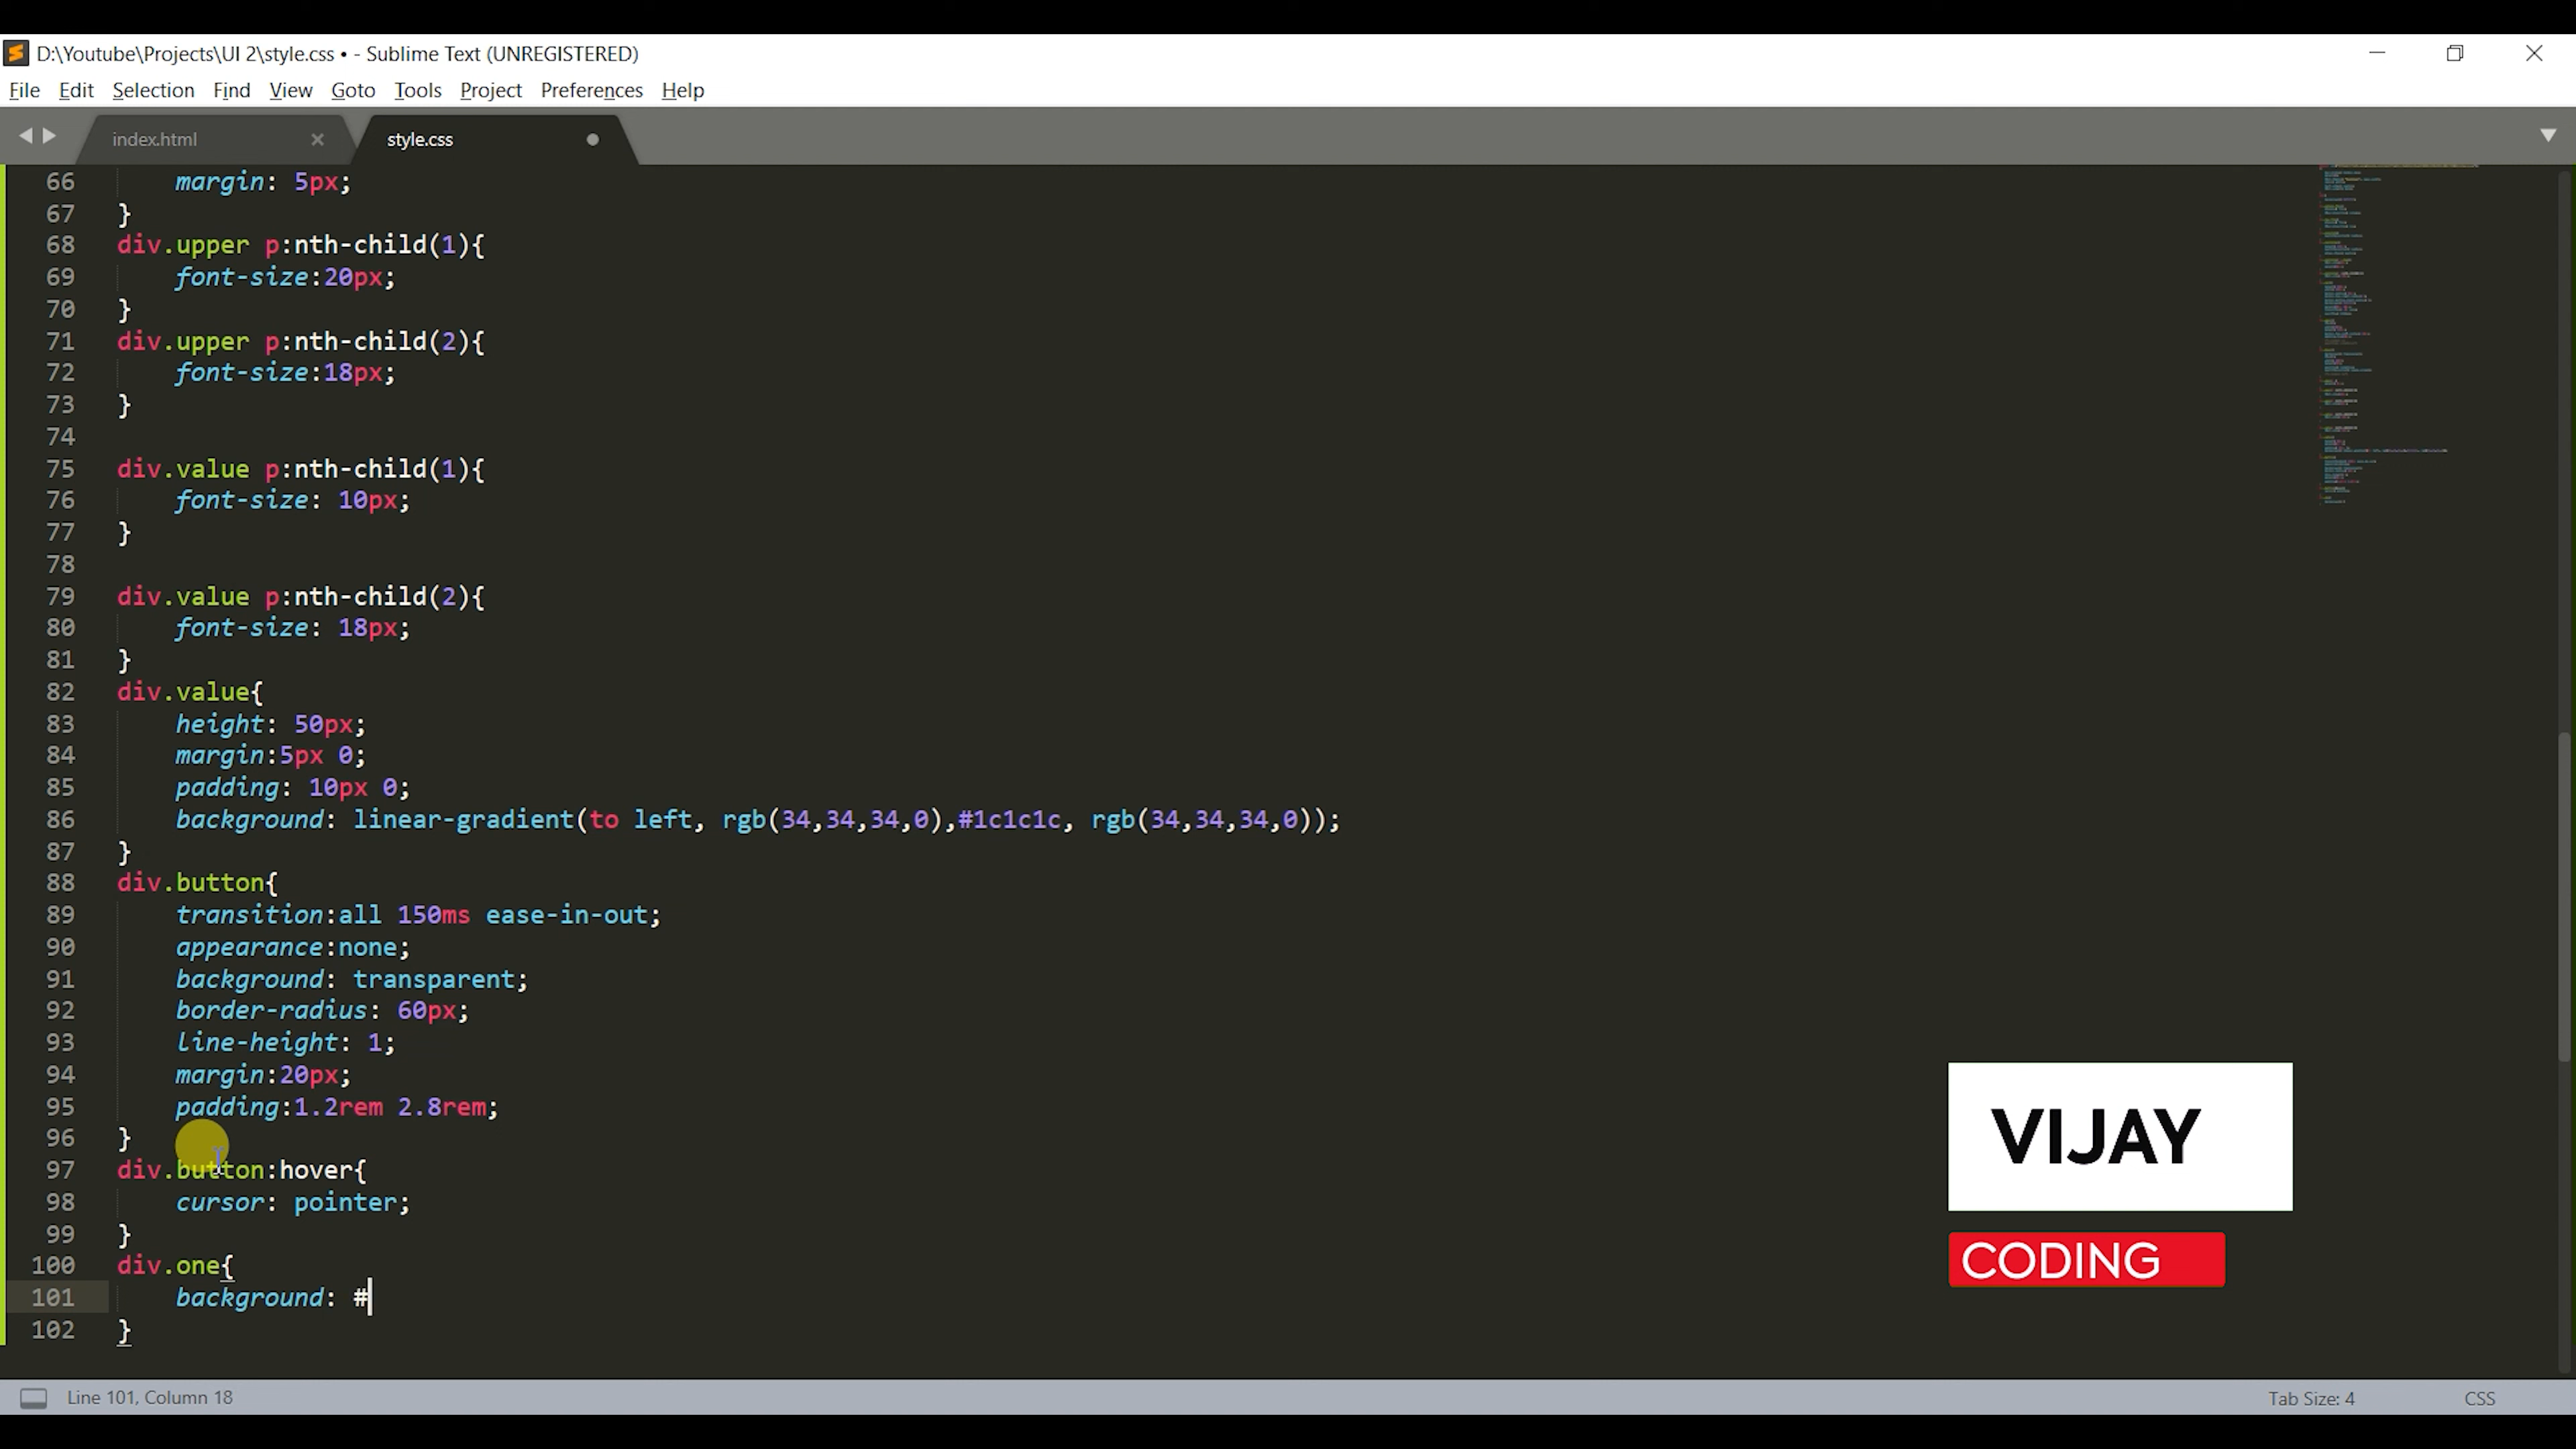 D:\Youtube\Projects\UI 2\style.css • - Sublime Text (UNREGISTERED)
File Edit Selection Find View Goto Tools Project Preferences Help
index.html style.css
66 margin: 5px;
67 }
68 div.upper p:nth-child(1){
69 font-size:20px;
70 }
71 div.upper p:nth-child(2){
72 font-size:18px;
73 }
74
75 div.value p:nth-child(1){
76 font-size: 10px;
77 }
78
79 div.value p:nth-child(2){
80 font-size: 18px;
81 }
82 div.value{
83 height: 50px;
84 margin:5px 0;
85 padding: 10px 0;
86 background: linear-gradient(to left, rgb(34,34,34,0),#1c1c1c, rgb(34,34,34,0));
87 }
88 div.button{
89 transition:all 150ms ease-in-out;
90 appearance:none;
91 background: transparent;
92 border-radius: 60px;
93 line-height: 1;
94 margin:20px;
95 padding:1.2rem 2.8rem;
96 }
97 div.button:hover{
98 cursor: pointer;
99 }
100 div.one{
101 background: #
102 }
VIJAY
CODING
Line 101, Column 18 Tab Size: 4 CSS